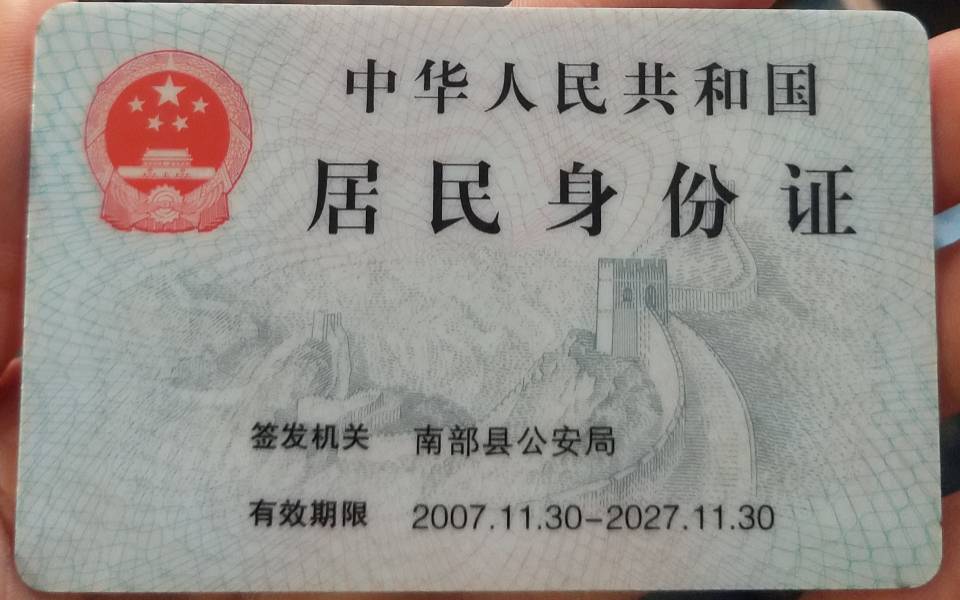 中华人民共和国
居民身份证
签发机关 南部县公安局
有效期限 2007.11.30-2027.11.30